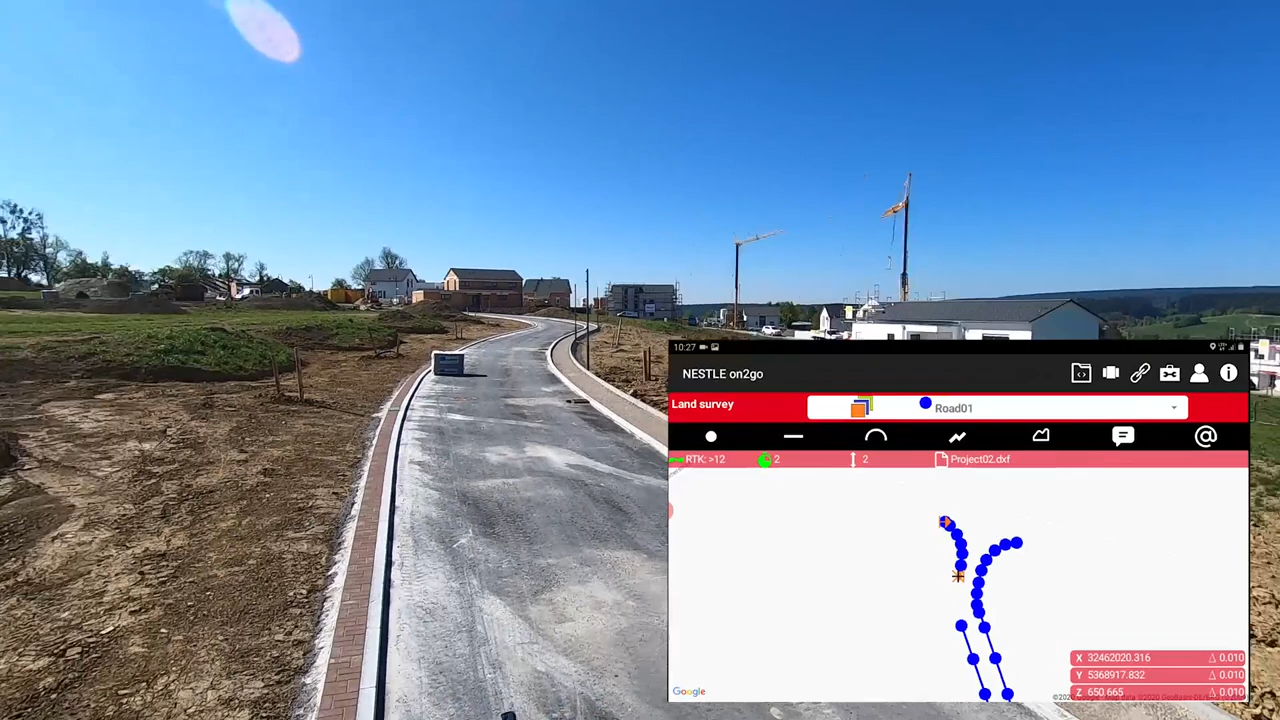 10:27
NESTLE on2go
Land survey
Road01
RTK: >12
2
2
Project02.dxf
X 32462020.316 Δ 0.010
Y 5368917.832 Δ 0.010
Z 650.665 Δ 0.010
Google